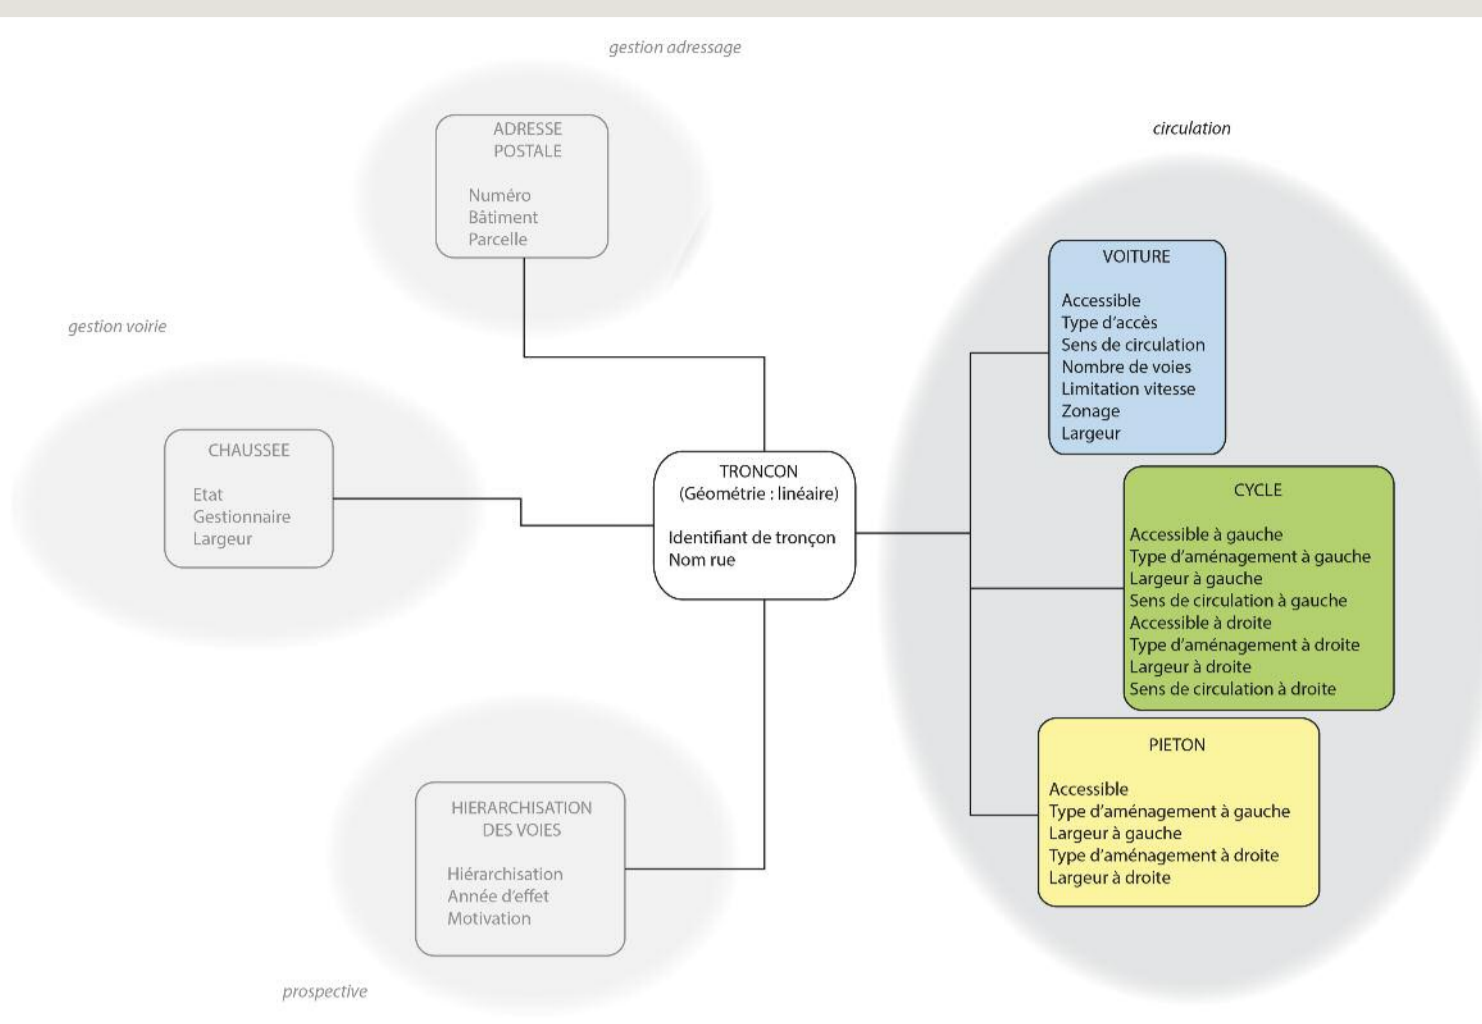 gestion adressage
ADRESSE
POSTALE
Numéro
Bâtiment
Parcelle
circulation
VOITURE
Accessible
Type d'accès
Sens de circulation
Nombre de voies
Limitation vitesse
Zonage
Largeur
gestion voirie
CHAUSSEE
Etat
Gestionnaire
Largeur
TRONCON
(Géométrie : linéaire)
Identifiant de tronçon
Nom rue
CYCLE
Accessible à gauche
Type d'aménagement à gauche
Largeur à gauche
Sens de circulation à gauche
Accessible à droite
Type d'aménagement à droite
Largeur à droite
Sens de circulation à droite
PIETON
Accessible
Type d'aménagement à gauche
Largeur à gauche
Type d'aménagement à droite
Largeur à droite
HIERARCHISATION
DES VOIES
Hiérarchisation
Année d'effet
Motivation
prospective